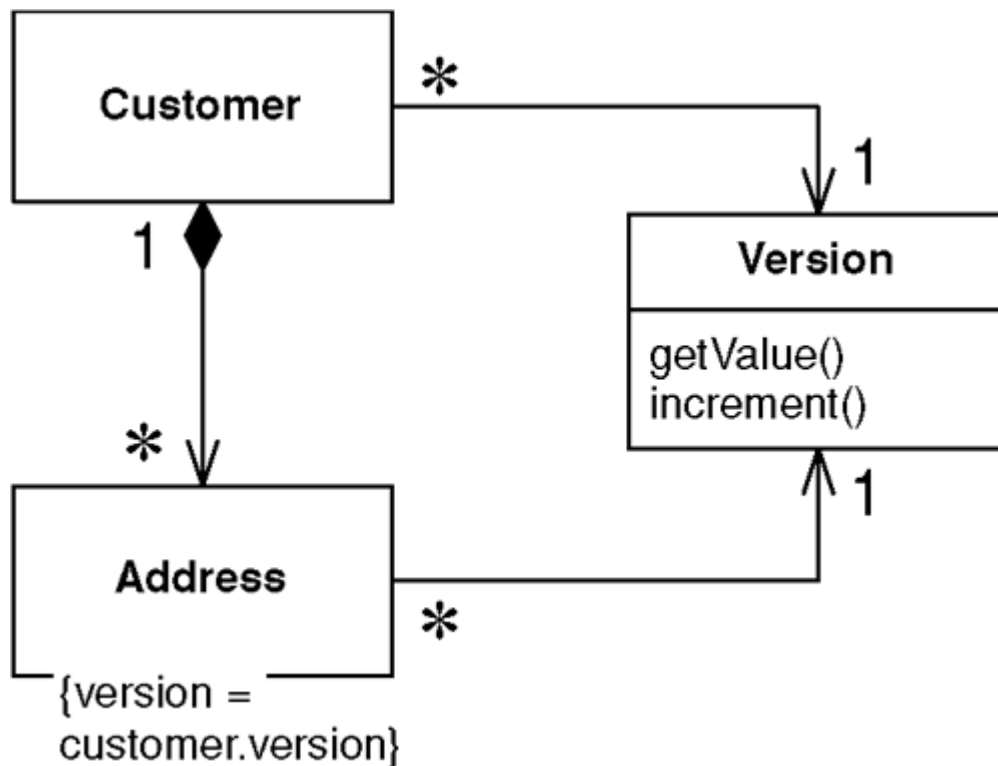 Customer
*
1
1
Version
getValue()
increment()
*
1
Address
*
{version =
customer.version}